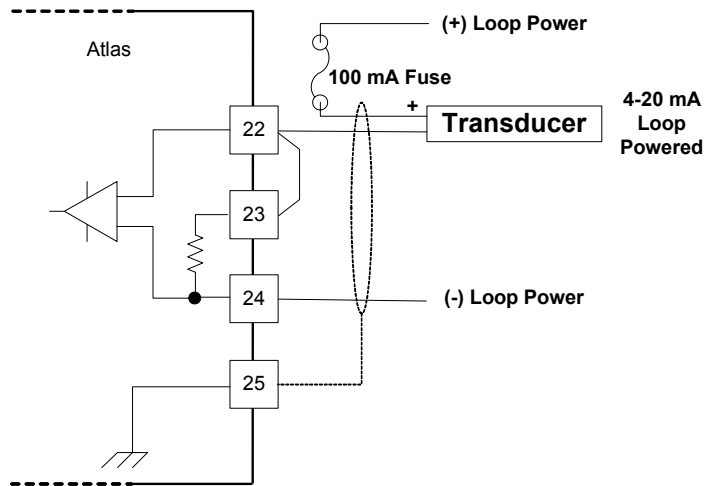 Atlas
(+) Loop Power
100 mA Fuse
+
Transducer
4-20 mA
Loop
Powered
22
23
24
(-) Loop Power
25